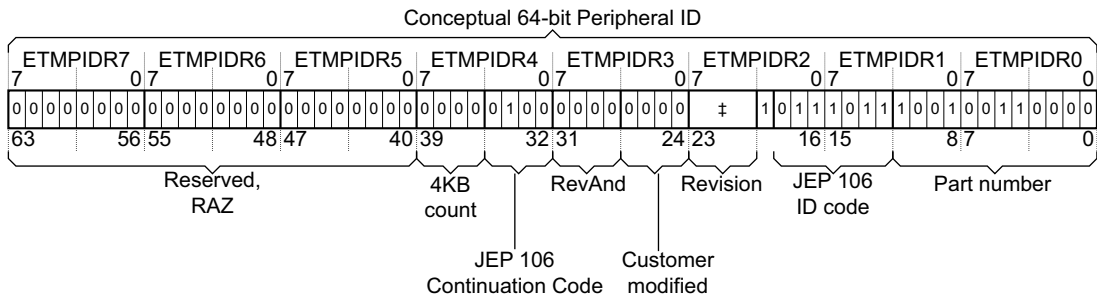 Conceptual 64-bit Peripheral ID
ETMPIDR7 ETMPIDR6 ETMPIDR5 ETMPIDR4 ETMPIDR3 ETMPIDR2 ETMPIDR1 ETMPIDR0
7 0 7 0 7 0 7 0 7 0 7 0 7 0 7 0
0 0 0 0 0 0 0 0 0 0 0 0 0 0 0 0 0 0 0 0 0 0 0 0 0 0 0 0 0 1 0 0 0 0 0 0 0 0 0 0 ‡ 1 0 1 1 1 0 1 1 1 0 0 1 0 0 1 1 0 0 0 0
63 56 55 48 47 40 39 32 31 24 23 16 15 8 7 0
Reserved, RAZ
4KB count
RevAnd
Revision
JEP 106 ID code
Part number
JEP 106 Continuation Code
Customer modified